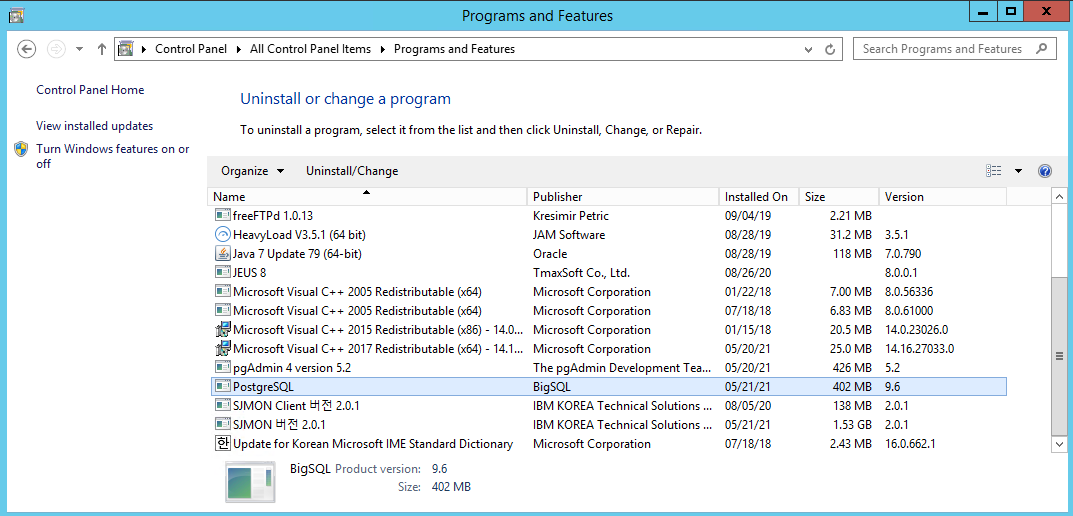 Programs and Features
Control Panel All Control Panel Items Programs and Features
Search Programs and Features
Control Panel Home
View installed updates
Turn Windows features on or
off
Uninstall or change a program
To uninstall a program, select it from the list and then click Uninstall, Change, or Repair.
Organize Uninstall/Change
Name Publisher Installed On Size Version
freeFTPd 1.0.13 Kresimir Petric 09/04/19 2.21 MB
HeavyLoad V3.5.1 (64 bit) JAM Software 08/28/19 31.2 MB 3.5.1
Java 7 Update 79 (64-bit) Oracle 08/28/19 118 MB 7.0.790
JEUS 8 TmaxSoft Co., Ltd. 08/26/20 8.0.0.1
Microsoft Visual C++ 2005 Redistributable (x64) Microsoft Corporation 01/22/18 7.00 MB 8.0.56336
Microsoft Visual C++ 2005 Redistributable (x64) Microsoft Corporation 07/18/18 6.83 MB 8.0.61000
Microsoft Visual C++ 2015 Redistributable (x86) - 14.0... Microsoft Corporation 01/15/18 20.5 MB 14.0.23026.0
Microsoft Visual C++ 2017 Redistributable (x64) - 14.1... Microsoft Corporation 05/20/21 25.0 MB 14.16.27033.0
pgAdmin 4 version 5.2 The pgAdmin Development Tea... 05/20/21 426 MB 5.2
PostgreSQL BigSQL 05/21/21 402 MB 9.6
SJMON Client 버전 2.0.1 IBM KOREA Technical Solutions ... 08/05/20 138 MB 2.0.1
SJMON 버전 2.0.1 IBM KOREA Technical Solutions ... 05/21/21 1.53 GB 2.0.1
한 Update for Korean Microsoft IME Standard Dictionary Microsoft Corporation 07/18/18 2.43 MB 16.0.662.1
BigSQL Product version: 9.6
Size: 402 MB